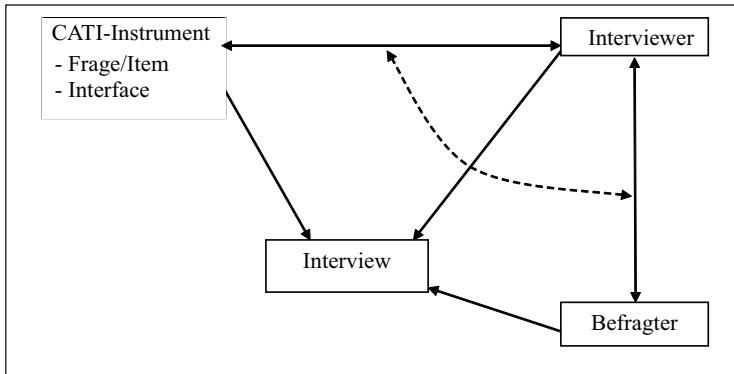 CATI-Instrument
- Frage/Item
- Interface
Interviewer
Interview
Befragter